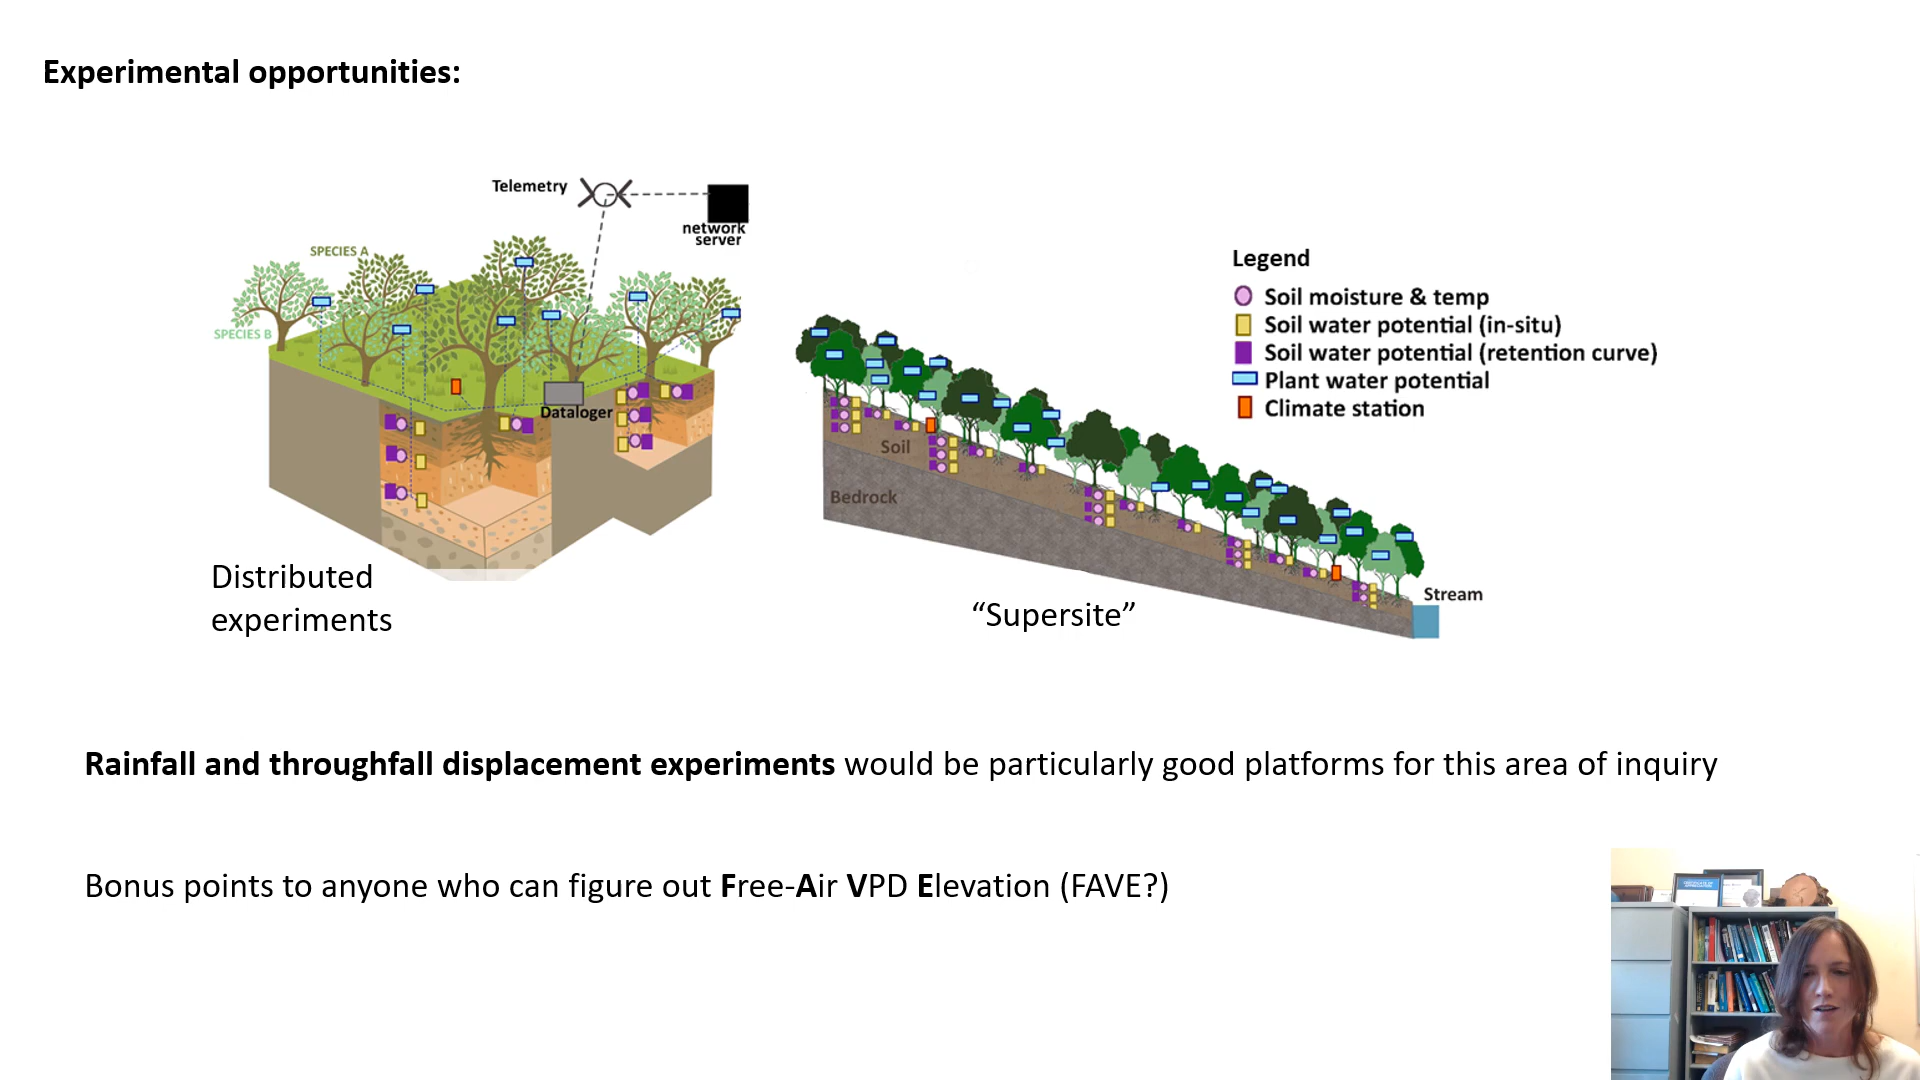 Experimental opportunities:
Telemetry
network
server
SPECIES A
SPECIES B
Dataloger
Distributed
experiments
Soil
Bedrock
Stream
"Supersite"
Legend
Soil moisture & temp
Soil water potential (in-situ)
Soil water potential (retention curve)
Plant water potential
Climate station
Rainfall and throughfall displacement experiments would be particularly good platforms for this area of inquiry
Bonus points to anyone who can figure out Free-Air VPD Elevation (FAVE?)